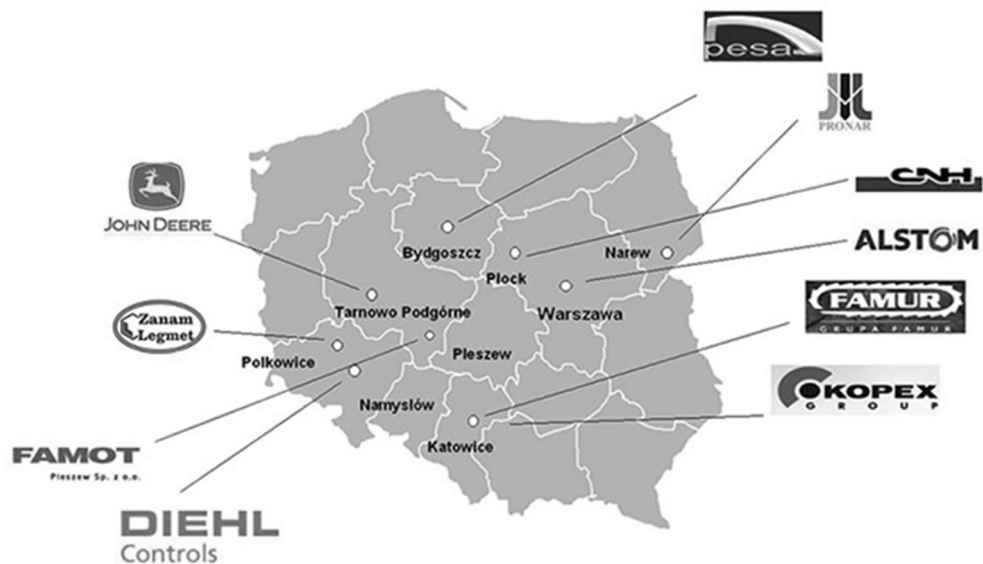 pesa
PRONAR
CNH
JOHN DEERE
Bydgoszcz
Płock
Narew
ALSTOM
Tarnowo Podgórne
Warszawa
FAMUR
GRUPA FAMUR
Zanam
Legmet
Polkowice
Pleszew
Namysłów
KOPEX
GROUP
Katowice
FAMOT
Pleszew Sp. z o.o.
DIEHL
Controls